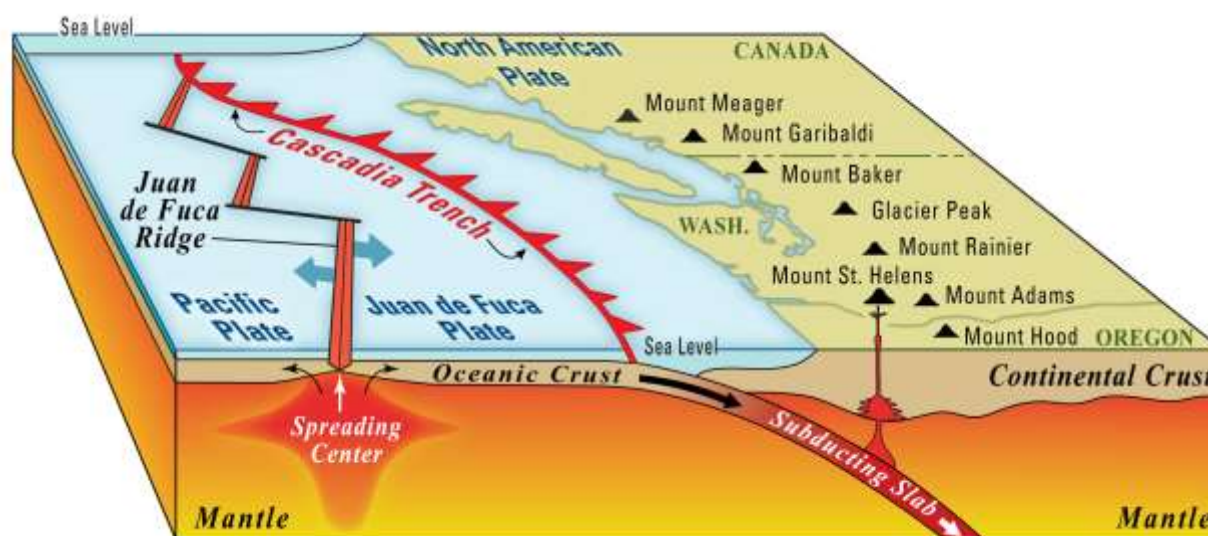 Sea Level
North American
Plate
CANADA
Mount Meager
Mount Garibaldi
Mount Baker
Cascadia Trench
Juan
de Fuca
Ridge
WASH.
Glacier Peak
Mount Rainier
Mount St. Helens
Mount Adams
Mount Hood
OREGON
Pacific
Plate
Juan de Fuca
Plate
Sea Level
Oceanic Crust
Continental Crust
Spreading
Center
Subducting Slab
Mantle
Mantle